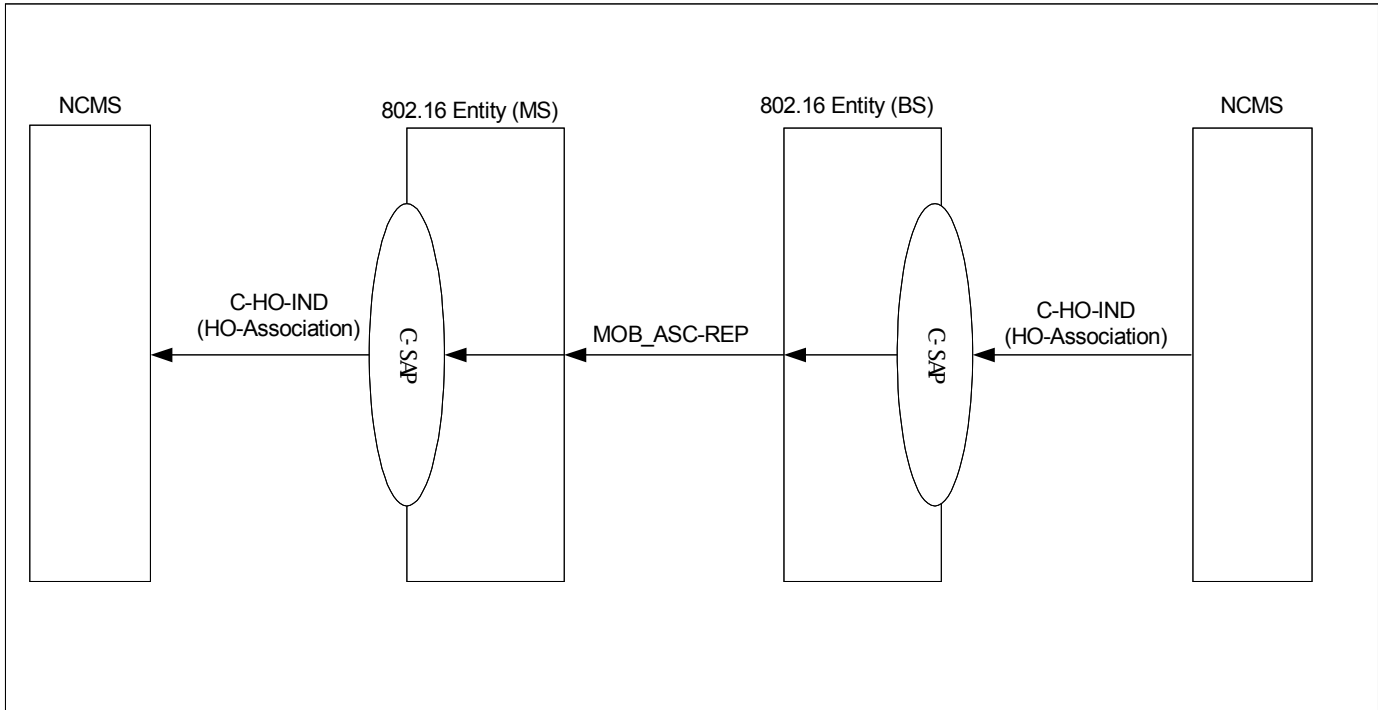 NCMS
802.16 Entity (MS)
802.16 Entity (BS)
NCMS
C-HO-IND
(HO-Association)
C-SAP
MOB_ASC-REP
C-SAP
C-HO-IND
(HO-Association)